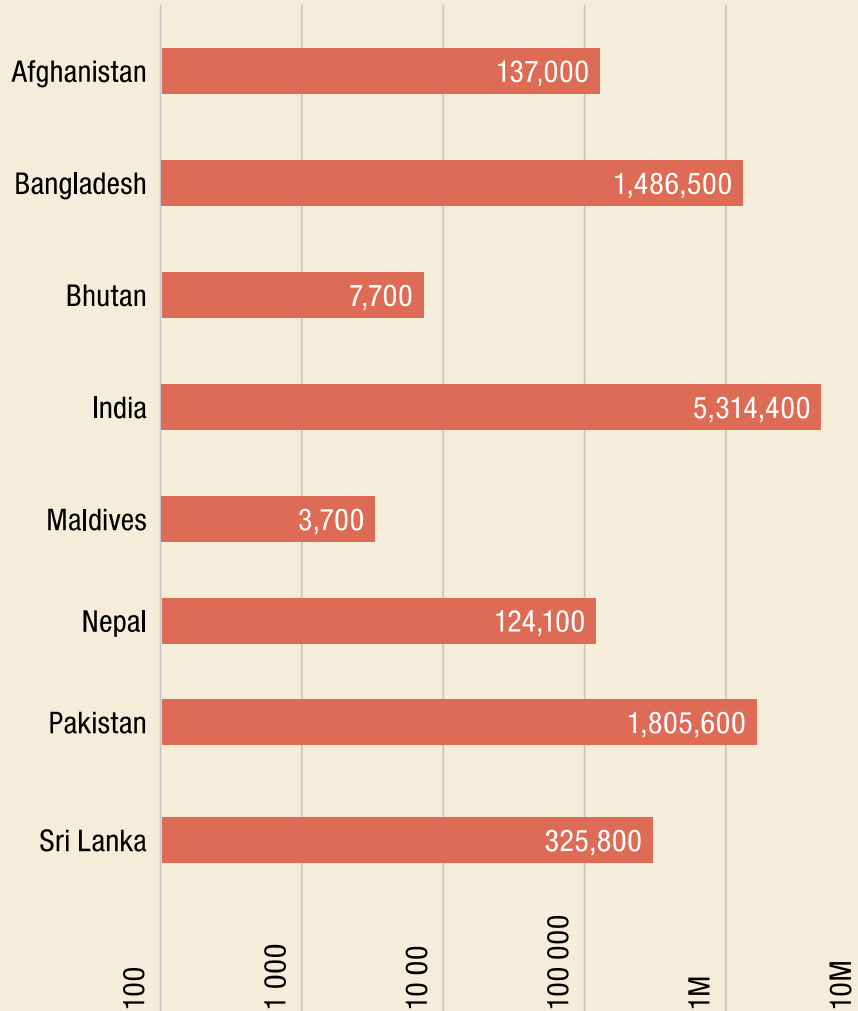 Afghanistan 137,000
Bangladesh 1,486,500
Bhutan 7,700
India 5,314,400
Maldives 3,700
Nepal 124,100
Pakistan 1,805,600
Sri Lanka 325,800
100 1 000 10 00 100 000 1M 10M